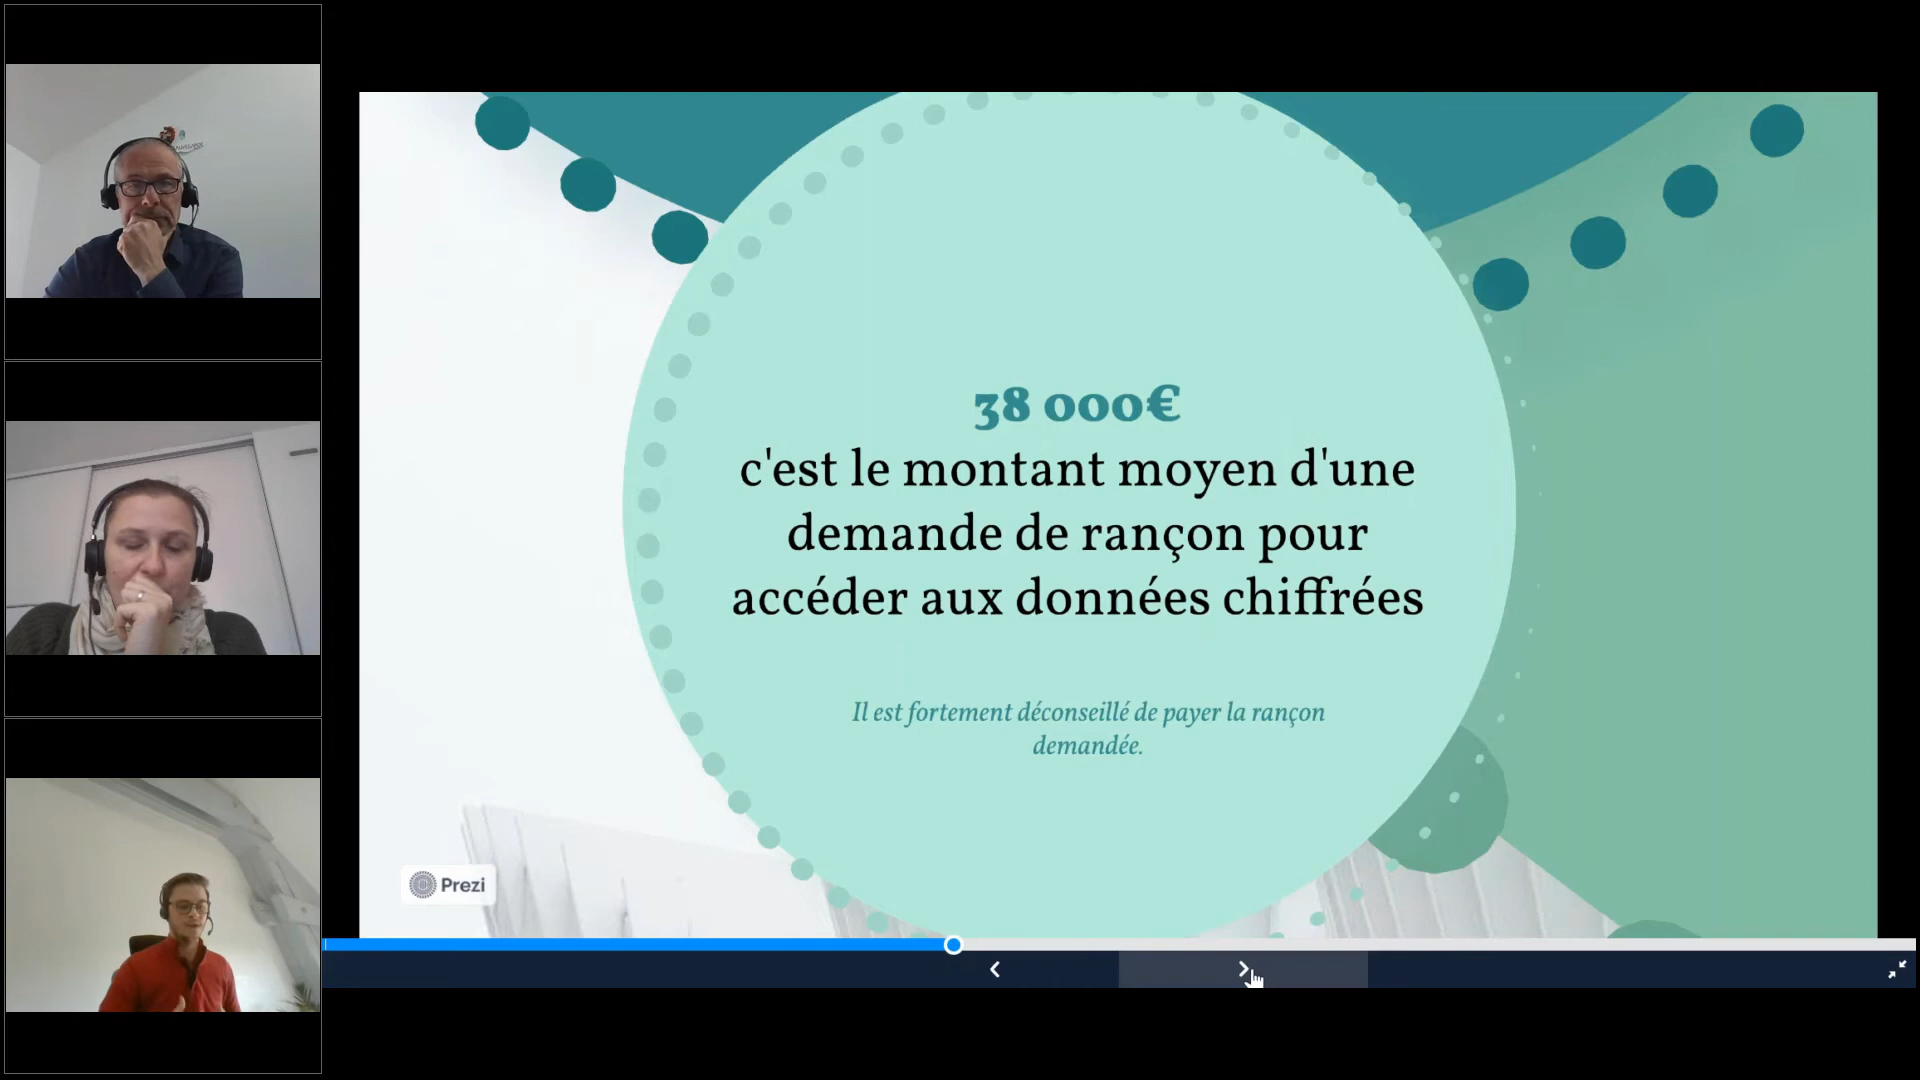 38 000€
c'est le montant moyen d'une
demande de rançon pour
accéder aux données chiffrées
Il est fortement déconseillé de payer la rançon
demandée.
Prezi